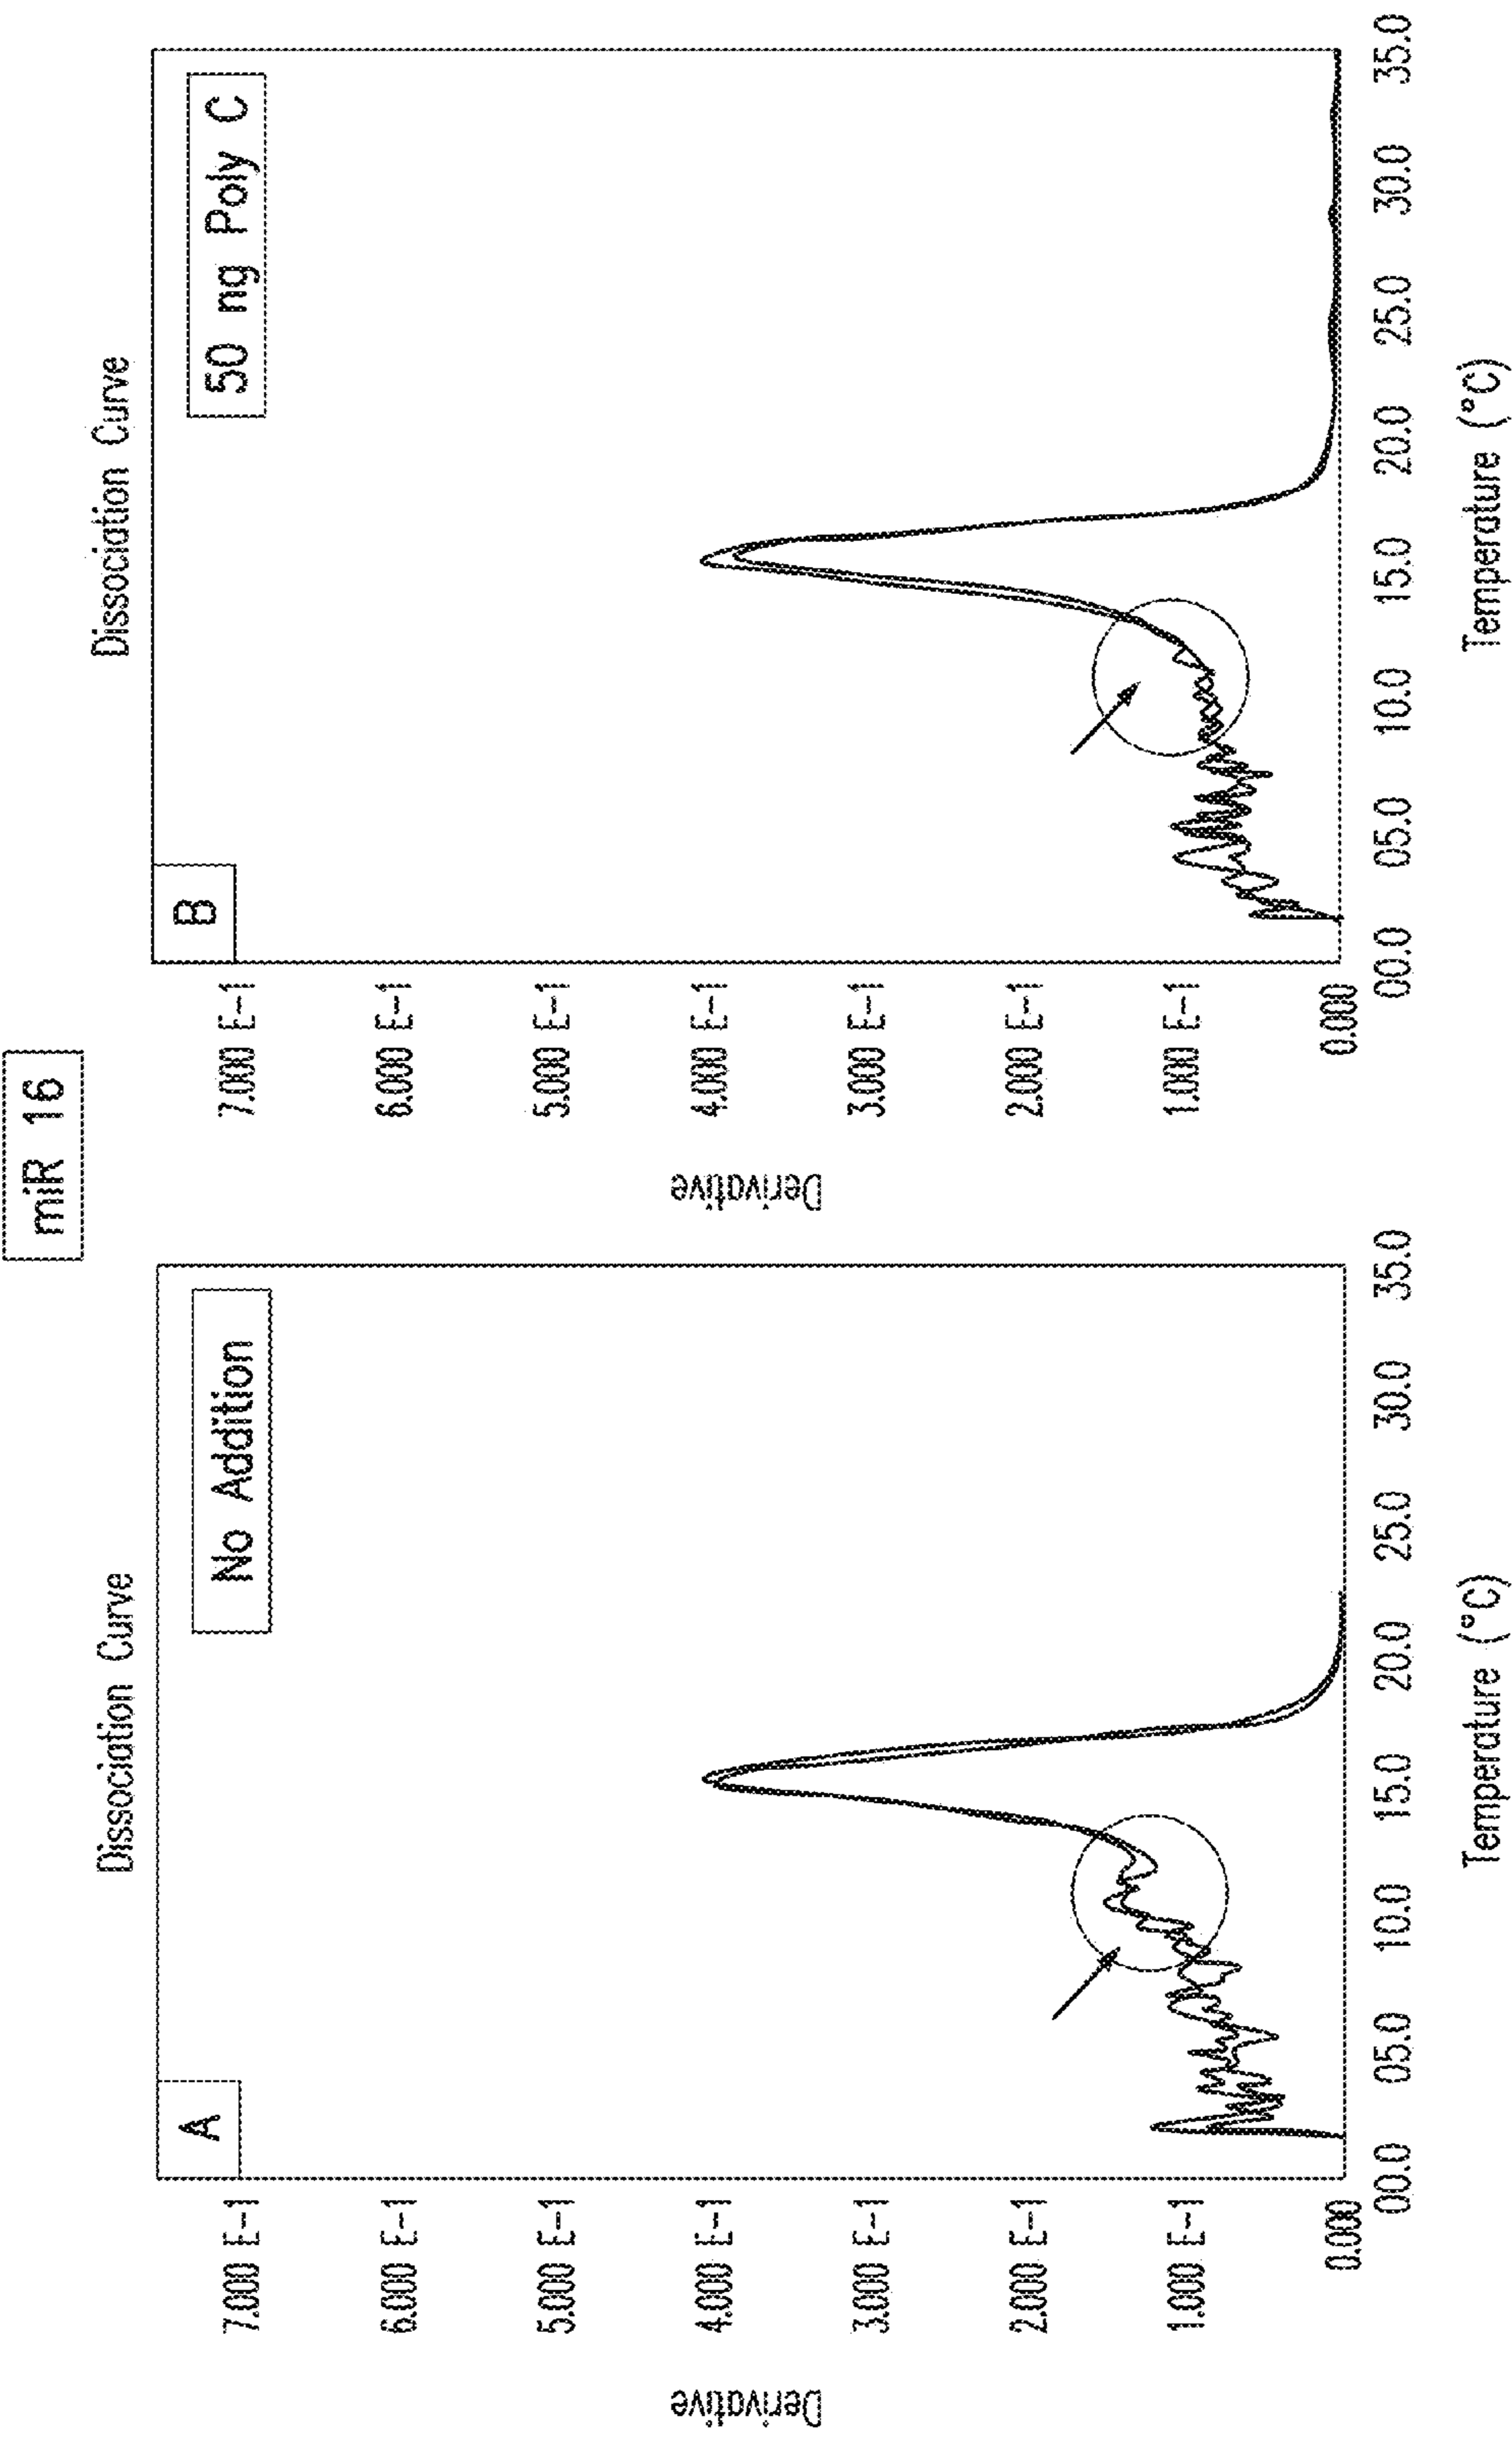 miR 16
Dissociation Curve
A
No Addition
Derivative
7.000 E-1
6.000 E-1
5.000 E-1
4.000 E-1
3.000 E-1
2.000 E-1
1.000 E-1
0.000
00.0 05.0 10.0 15.0 20.0 25.0 30.0 35.0
Temperature (°C)
Dissociation Curve
B
50 ng Poly C
Derivative
7.000 E-1
6.000 E-1
5.000 E-1
4.000 E-1
3.000 E-1
2.000 E-1
1.000 E-1
0.000
00.0 05.0 10.0 15.0 20.0 25.0 30.0 35.0
Temperature (°C)